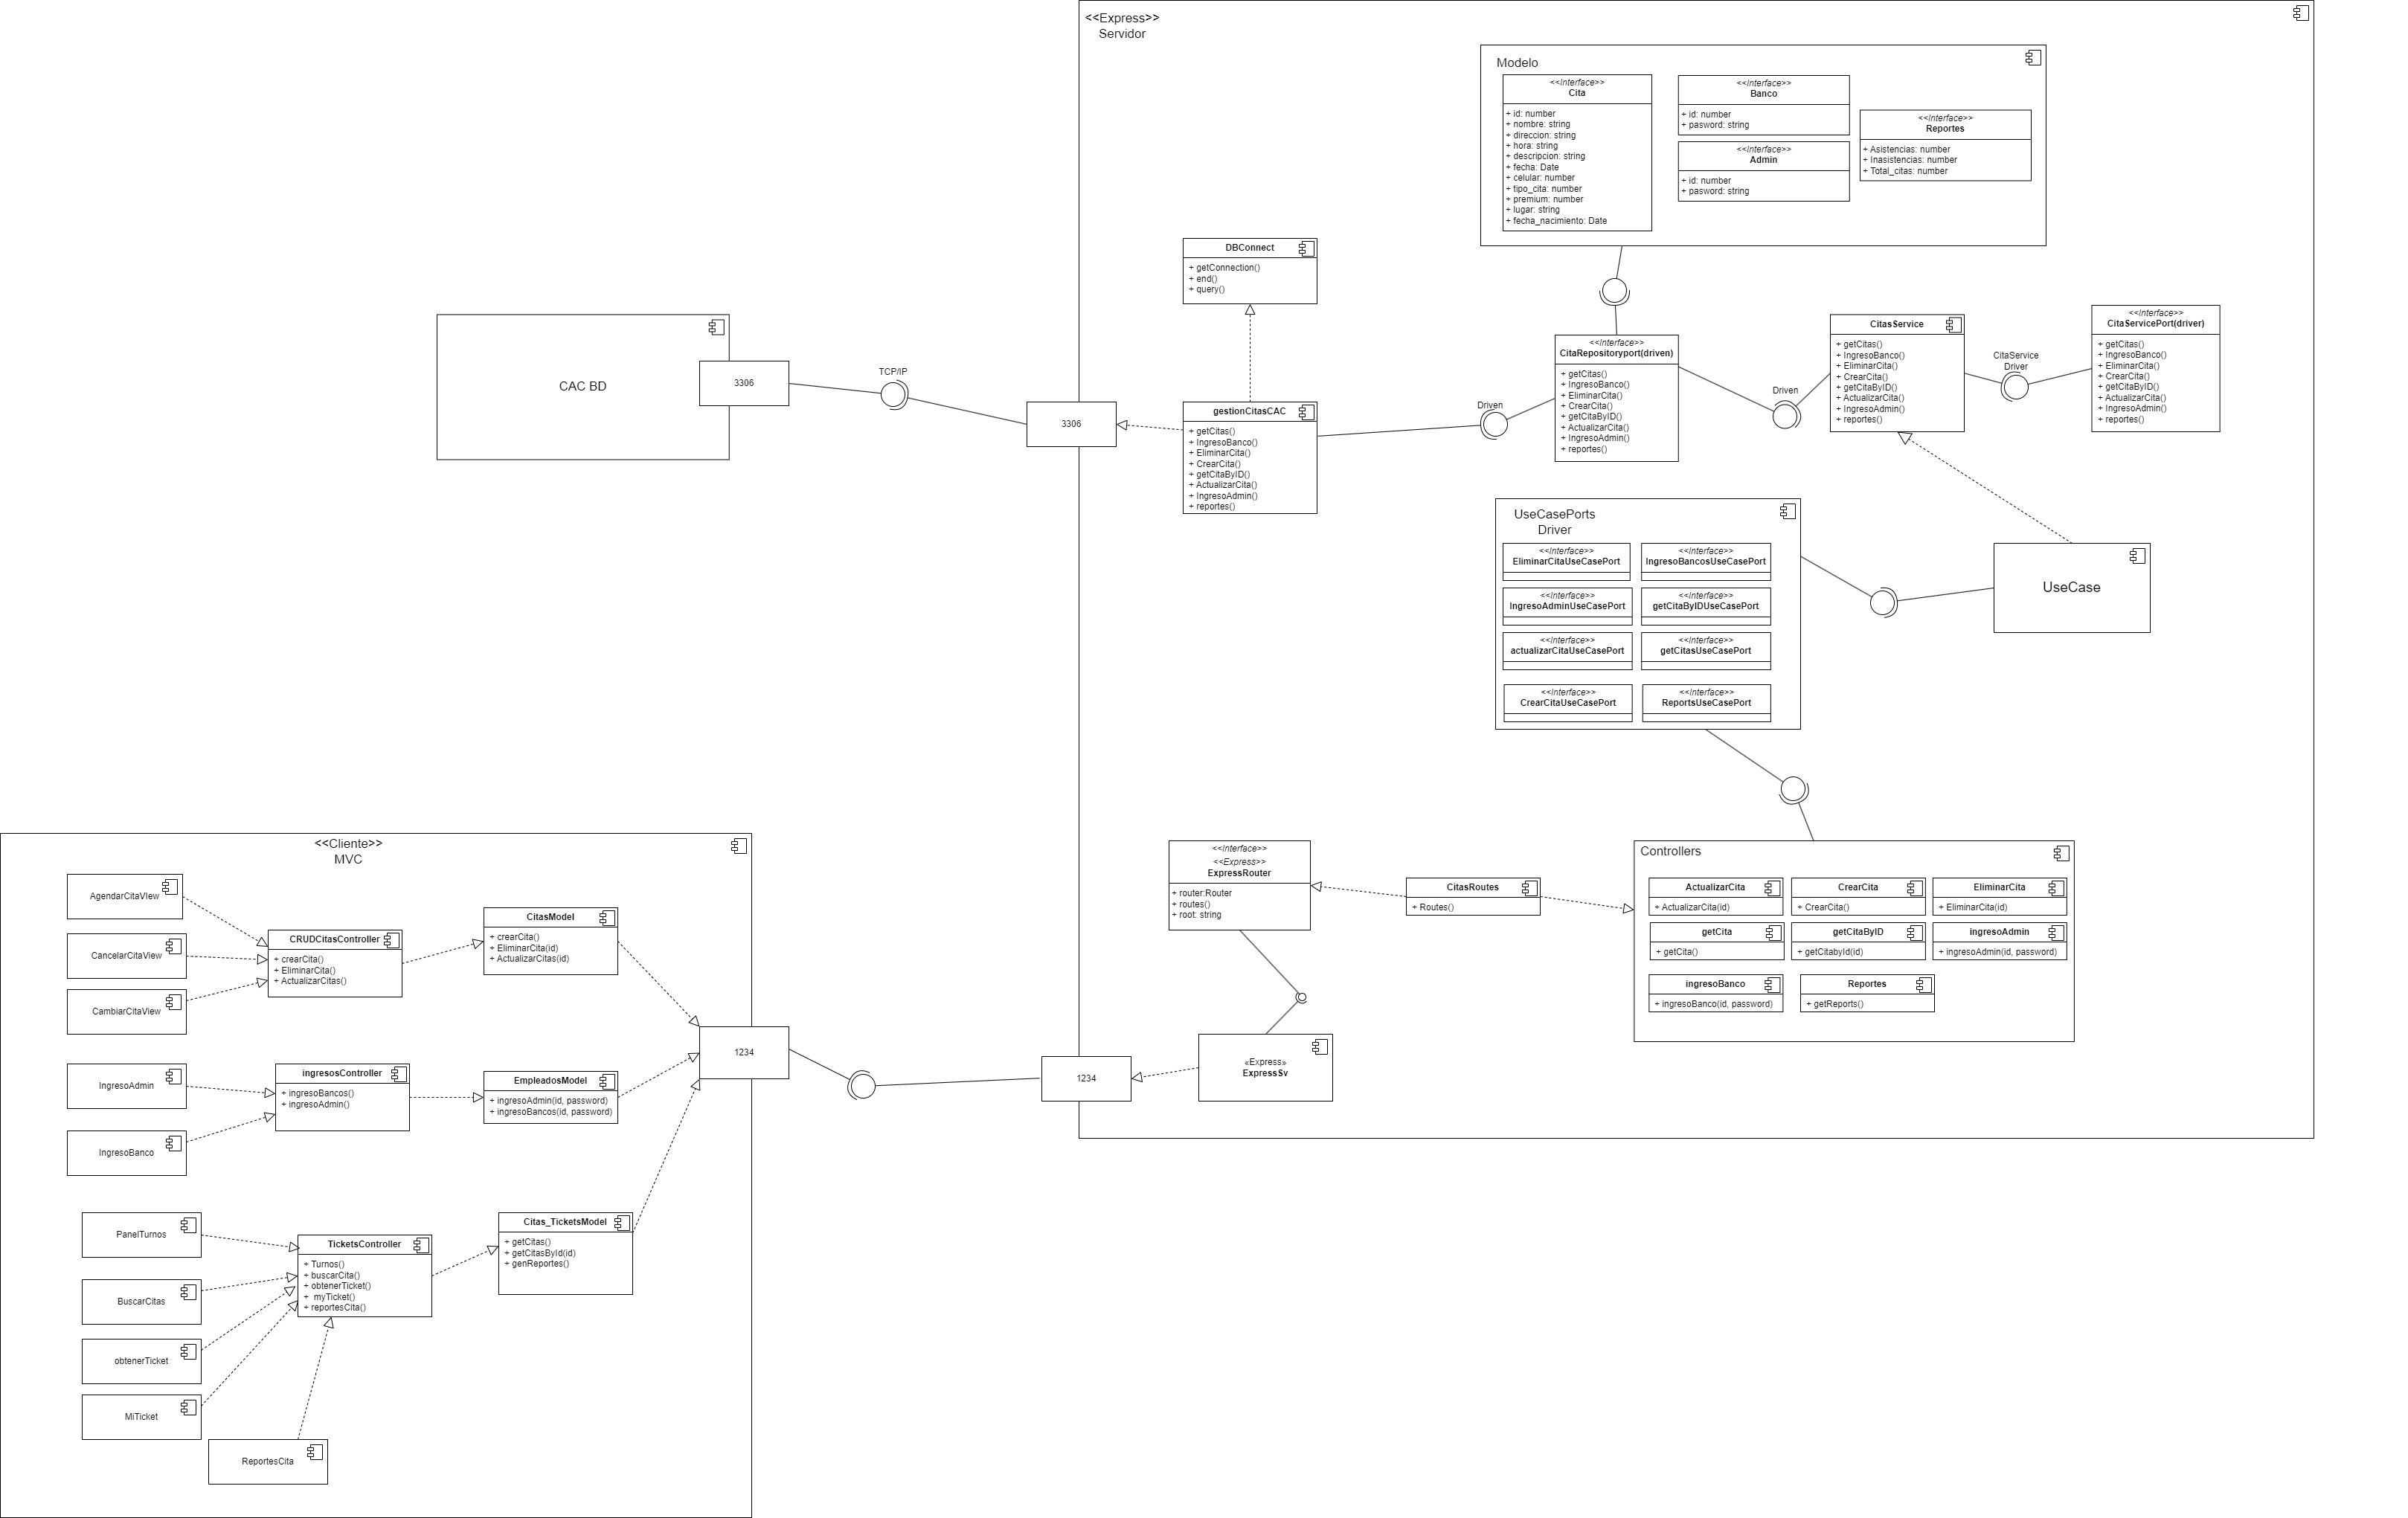 <<Express>>
Servidor
Modelo
<<Interface>>
Cita
+ id: number
+ nombre: string
+ direccion: string
+ hora: string
+ descripcion: string
+ fecha: Date
+ celular: number
+ tipo_cita: number
+ premium: number
+ lugar: string
+ fecha_nacimiento: Date
<<Interface>>
Banco
+ id: number
+ pasword: string
<<Interface>>
Admin
+ id: number
+ pasword: string
<<Interface>>
Reportes
+ Asistencias: number
+ Inasistencias: number
+ Total_citas: number
DBConnect
+ getConnection()
+ end()
+ query()
CAC BD
3306
TCP/IP
3306
gestionCitasCAC
+ getCitas()
+ IngresoBanco()
+ EliminarCita()
+ CrearCita()
+ getCitaByID()
+ ActualizarCita()
+ IngresoAdmin()
+ reportes()
Driven
<<Interface>>
CitaRepositoryport(driven)
+ getCitas()
+ IngresoBanco()
+ EliminarCita()
+ CrearCita()
+ getCitaByID()
+ ActualizarCita()
+ IngresoAdmin()
+ reportes()
Driven
CitasService
+ getCitas()
+ IngresoBanco()
+ EliminarCita()
+ CrearCita()
+ getCitaByID()
+ ActualizarCita()
+ IngresoAdmin()
+ reportes()
CitaService
Driver
<<Interface>>
CitaServicePort(driver)
+ getCitas()
+ IngresoBanco()
+ EliminarCita()
+ CrearCita()
+ getCitaByID()
+ ActualizarCita()
+ IngresoAdmin()
+ reportes()
UseCasePorts
Driver
<<Interface>>
EliminarCitaUseCasePort
<<Interface>>
IngresoBancosUseCasePort
<<Interface>>
IngresoAdminUseCasePort
<<Interface>>
getCitaByIDUseCasePort
<<Interface>>
actualizarCitaUseCasePort
<<Interface>>
getCitasUseCasePort
<<Interface>>
CrearCitaUseCasePort
<<Interface>>
ReportsUseCasePort
UseCase
<<Interface>>
<<Express>>
ExpressRouter
+ router:Router
+ routes()
+ root: string
CitasRoutes
+ Routes()
Controllers
ActualizarCita
+ ActualizarCita(id)
CrearCita
+ CrearCita()
EliminarCita
+ EliminarCita(id)
getCita
+ getCita()
getCitaByID
+ getCitabyId(id)
ingresoAdmin
+ ingresoAdmin(id, password)
ingresoBanco
+ ingresoBanco(id, password)
Reportes
+ getReports()
«Express»
ExpressSv
1234
1234
<<Cliente>>
MVC
AgendarCitaVIew
CancelarCitaView
CambiarCitaView
CRUDCitasController
+ crearCita()
+ EliminarCita()
+ ActualizarCitas()
CitasModel
+ crearCita()
+ EliminarCita(id)
+ ActualizarCitas(id)
IngresoAdmin
IngresoBanco
ingresosController
+ ingresoBancos()
+ ingresoAdmin()
EmpleadosModel
+ ingresoAdmin(id, password)
+ ingresoBancos(id, password)
PanelTurnos
BuscarCitas
obtenerTicket
MiTicket
ReportesCita
TicketsController
+ Turnos()
+ buscarCita()
+ obtenerTicket()
+ myTicket()
+ reportesCita()
Citas_TicketsModel
+ getCitas()
+ getCitasById(id)
+ genReportes()